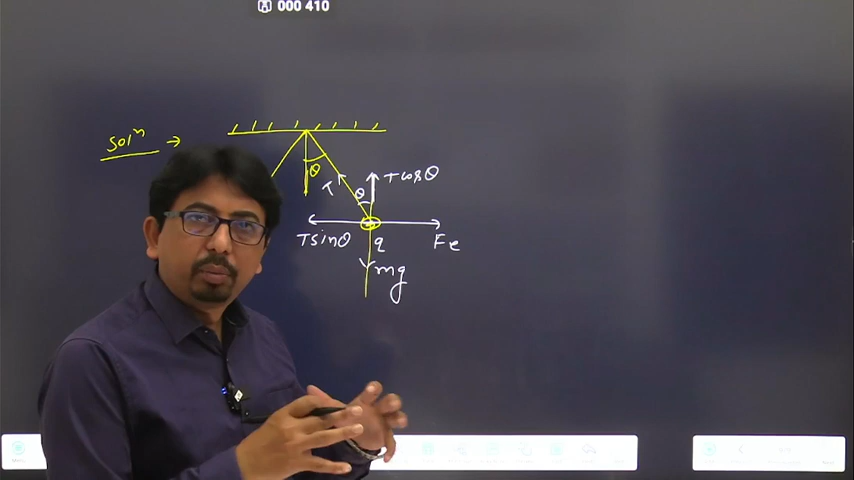 000 410
Solⁿ →
θ
T
θ
Tcosθ
Tsinθ
q
Fe
mg